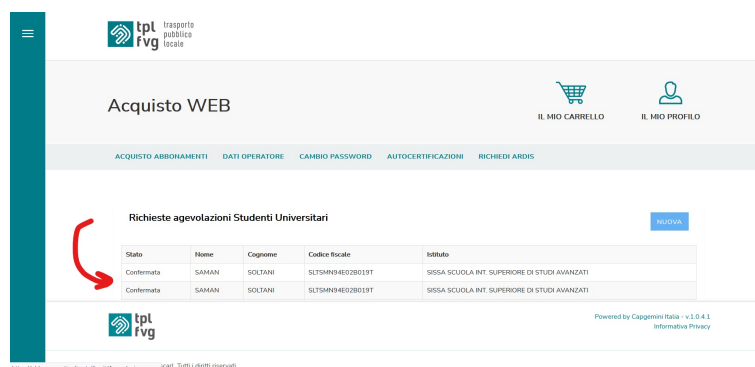 tpl
fvg
trasporto
pubblico
locale
Acquisto WEB
IL MIO CARRELLO
IL MIO PROFILO
ACQUISTO ABBONAMENTI DATI OPERATORE CAMBIO PASSWORD AUTOCERTIFICAZIONI RICHIEDI ARDIS
Richieste agevolazioni Studenti Universitari
NUOVA
Stato Nome Cognome Codice fiscale Istituto
Confermata SAMAN SOLTANI SLTSMN94E02B019T SISSA SCUOLA INT. SUPERIORE DI STUDI AVANZATI
Confermata SAMAN SOLTANI SLTSMN94E02B019T SISSA SCUOLA INT. SUPERIORE DI STUDI AVANZATI
tpl
fvg
Powered by Capgemini Italia - v.1.0.4.1
Informativa Privacy
Tutti i diritti riservati